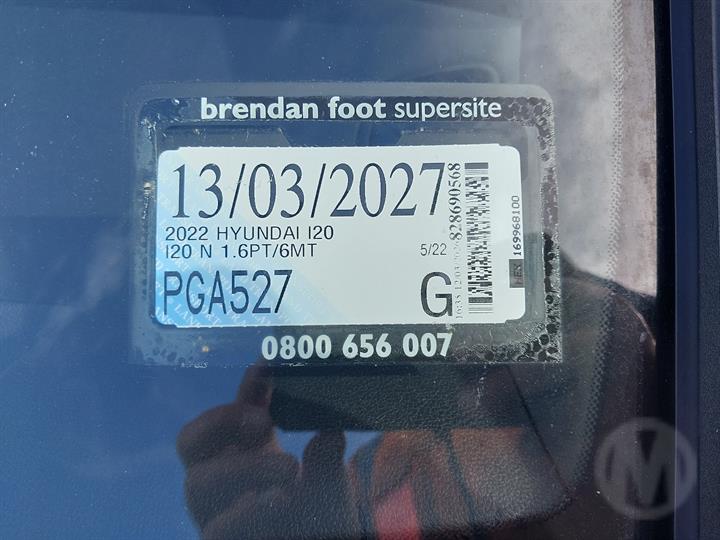 brendan foot supersite
13/03/2027
2022 HYUNDAI I20
I20 N 1.6PT/6MT 5/22
PGA527 G
828690568
169968100
0800 656 007
M